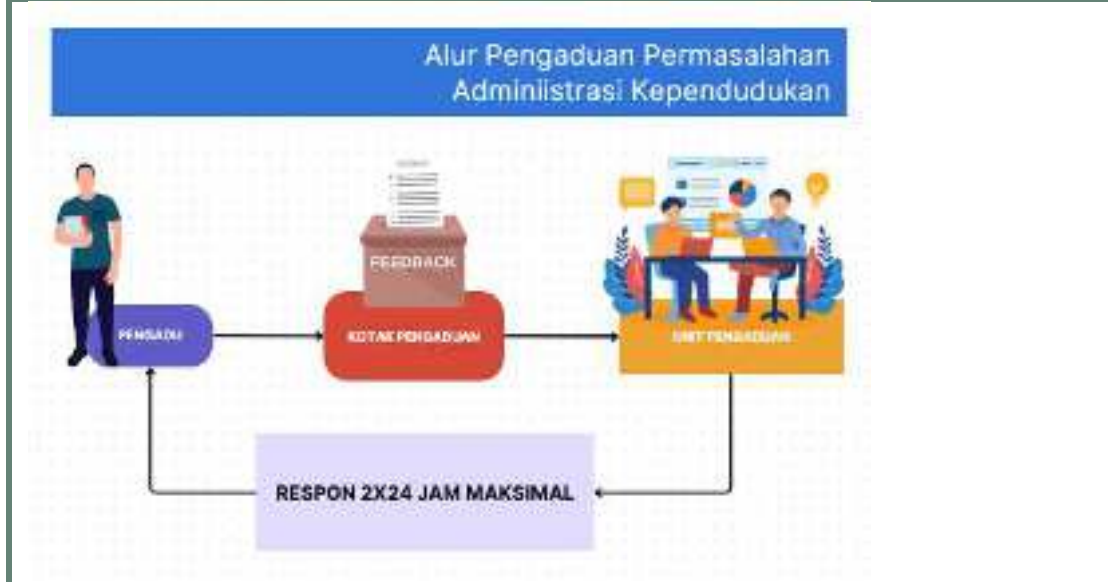 Alur Pengaduan Permasalahan
Adminiistrasi Kependudukan
FEEDBACK
PENGADU
KOTAK PENGADUAN
UNIT PENGADUAN
RESPON 2X24 JAM MAKSIMAL